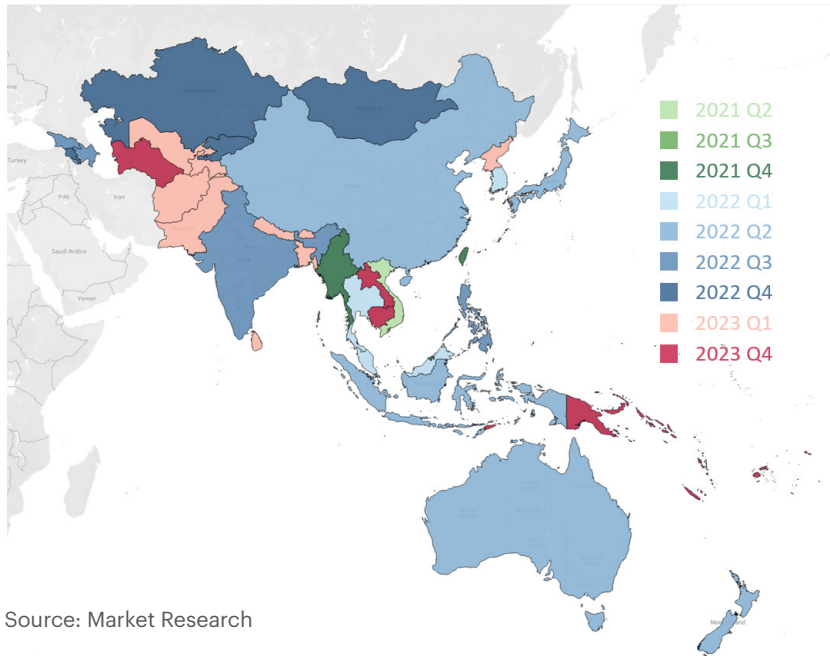 2021 Q2
2021 Q3
2021 Q4
2022 Q1
2022 Q2
2022 Q3
2022 Q4
2023 Q1
2023 Q4
Turkey
Iraq
Iran
Saudi Arabia
Yemen
Source: Market Research